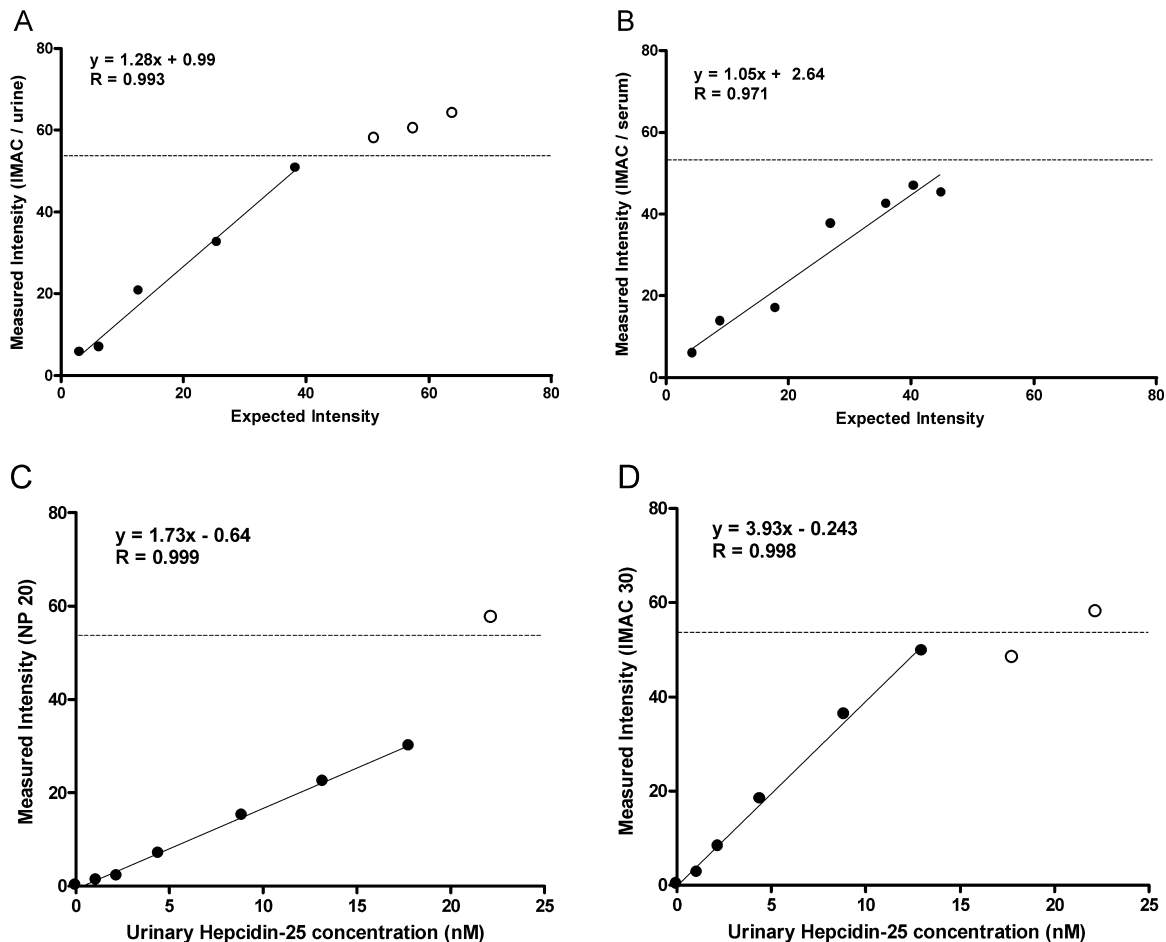 A
y = 1.28x + 0.99
R = 0.993
Measured Intensity (IMAC / urine)
80
60
40
20
0
0 20 40 60 80
Expected Intensity
B
y = 1.05x + 2.64
R = 0.971
Measured Intensity (IMAC / serum)
80
60
40
20
0
0 20 40 60 80
Expected Intensity
C
y = 1.73x - 0.64
R = 0.999
Measured Intensity (NP 20)
80
60
40
20
0
0 5 10 15 20 25
Urinary Hepcidin-25 concentration (nM)
D
y = 3.93x - 0.243
R = 0.998
Measured Intensity (IMAC 30)
80
60
40
20
0
0 5 10 15 20 25
Urinary Hepcidin-25 concentration (nM)